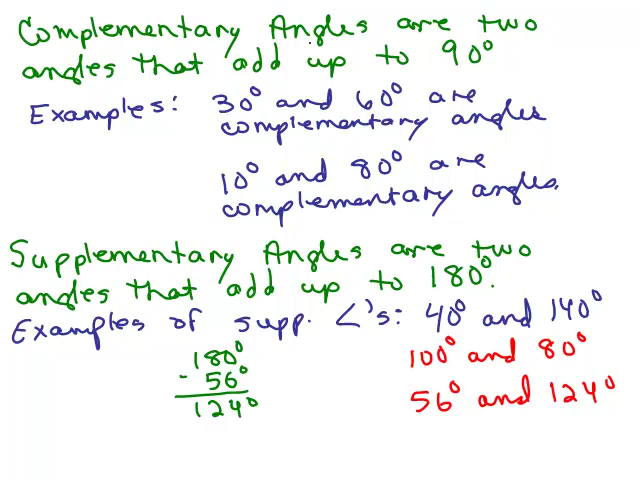 Complementary Angles are two
angles that add up to 90°
Examples: 30° and 60° are
complementary angles
10° and 80° are
complementary angles.
Supplementary Angles are two
angles that add up to 180°.
Examples of supp. ∠'s: 40° and 140°
180°
- 56°
124°
100° and 80°
56° and 124°